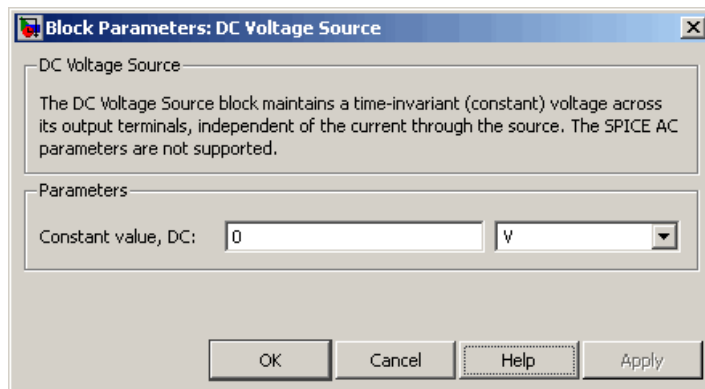 Block Parameters: DC Voltage Source
DC Voltage Source
The DC Voltage Source block maintains a time-invariant (constant) voltage across
its output terminals, independent of the current through the source. The SPICE AC
parameters are not supported.
Parameters
Constant value, DC: 0 V
OK Cancel Help Apply